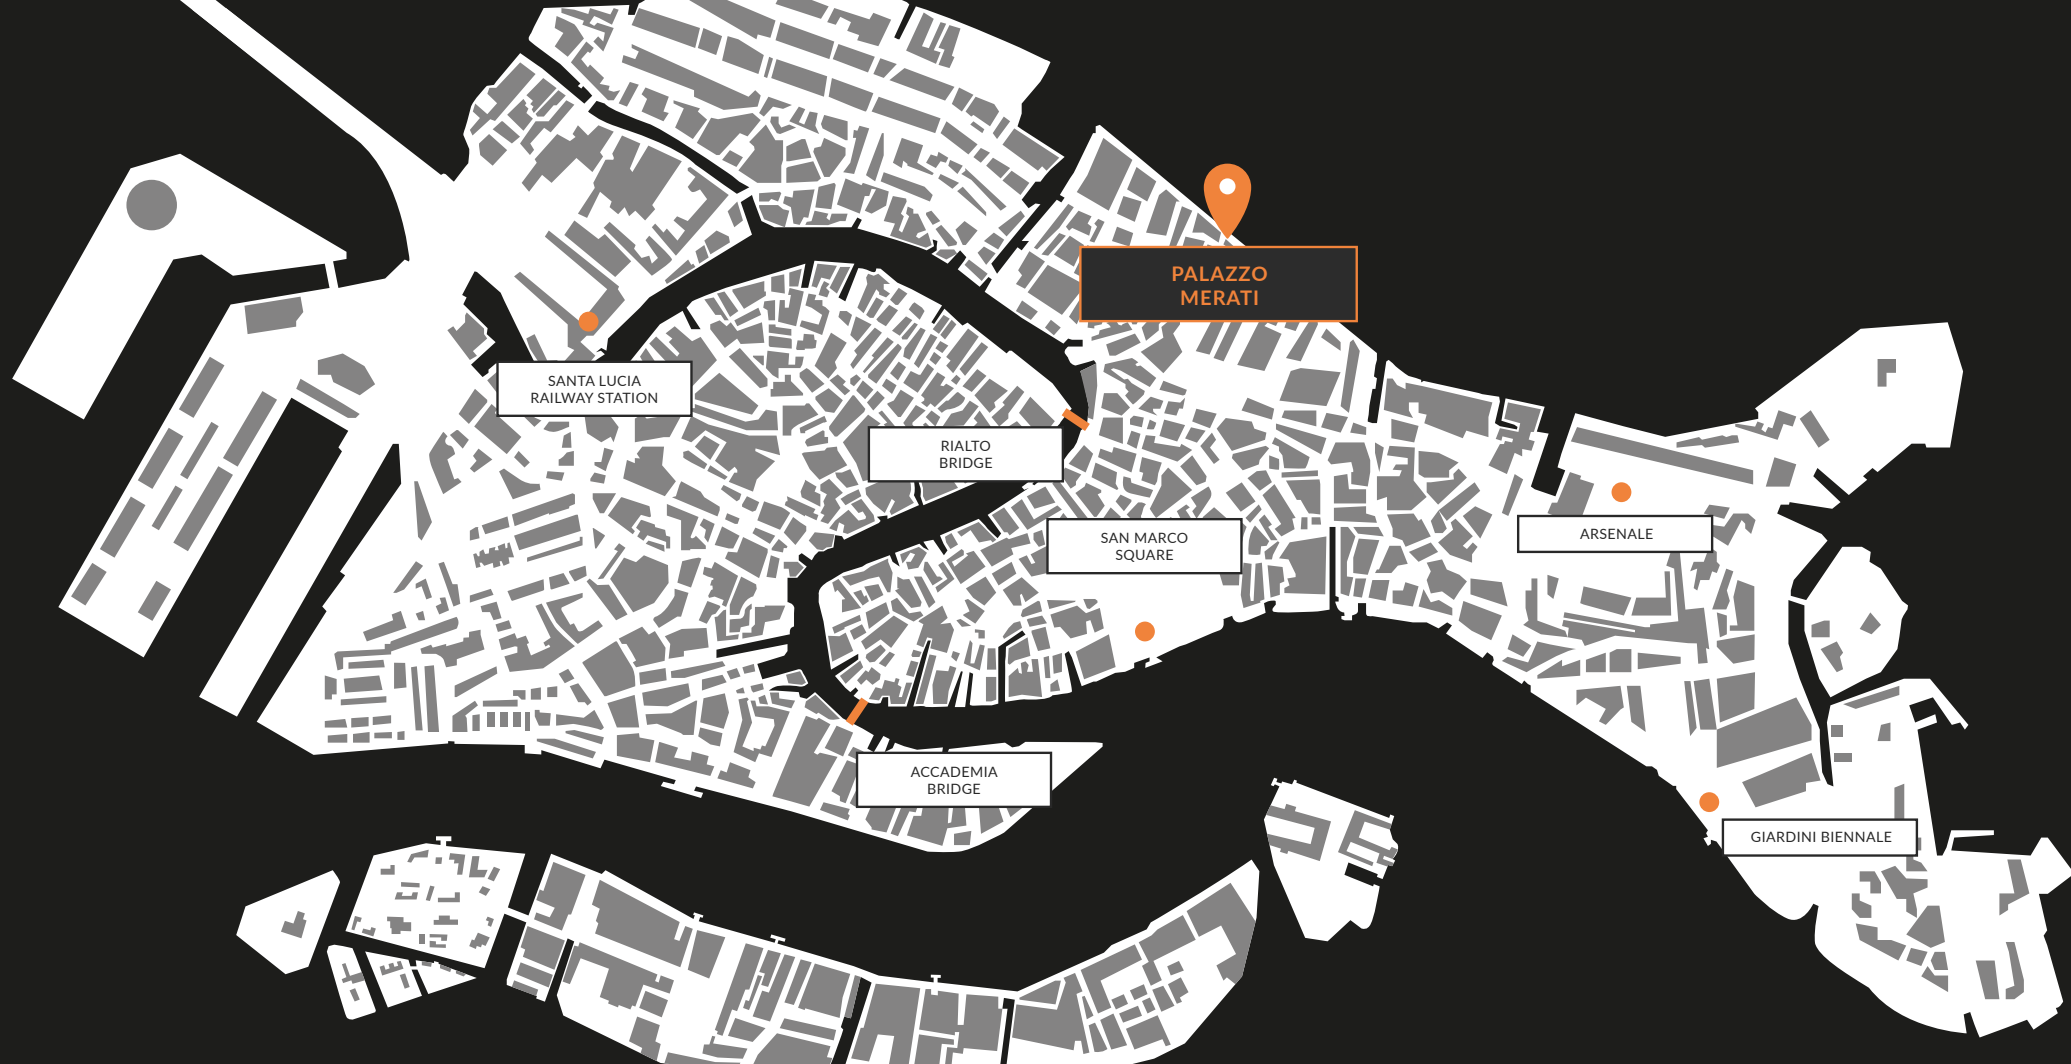 PALAZZO
MERATI
SANTA LUCIA
RAILWAY STATION
RIALTO
BRIDGE
SAN MARCO
SQUARE
ARSENALE
ACCADEMIA
BRIDGE
GIARDINI BIENNALE